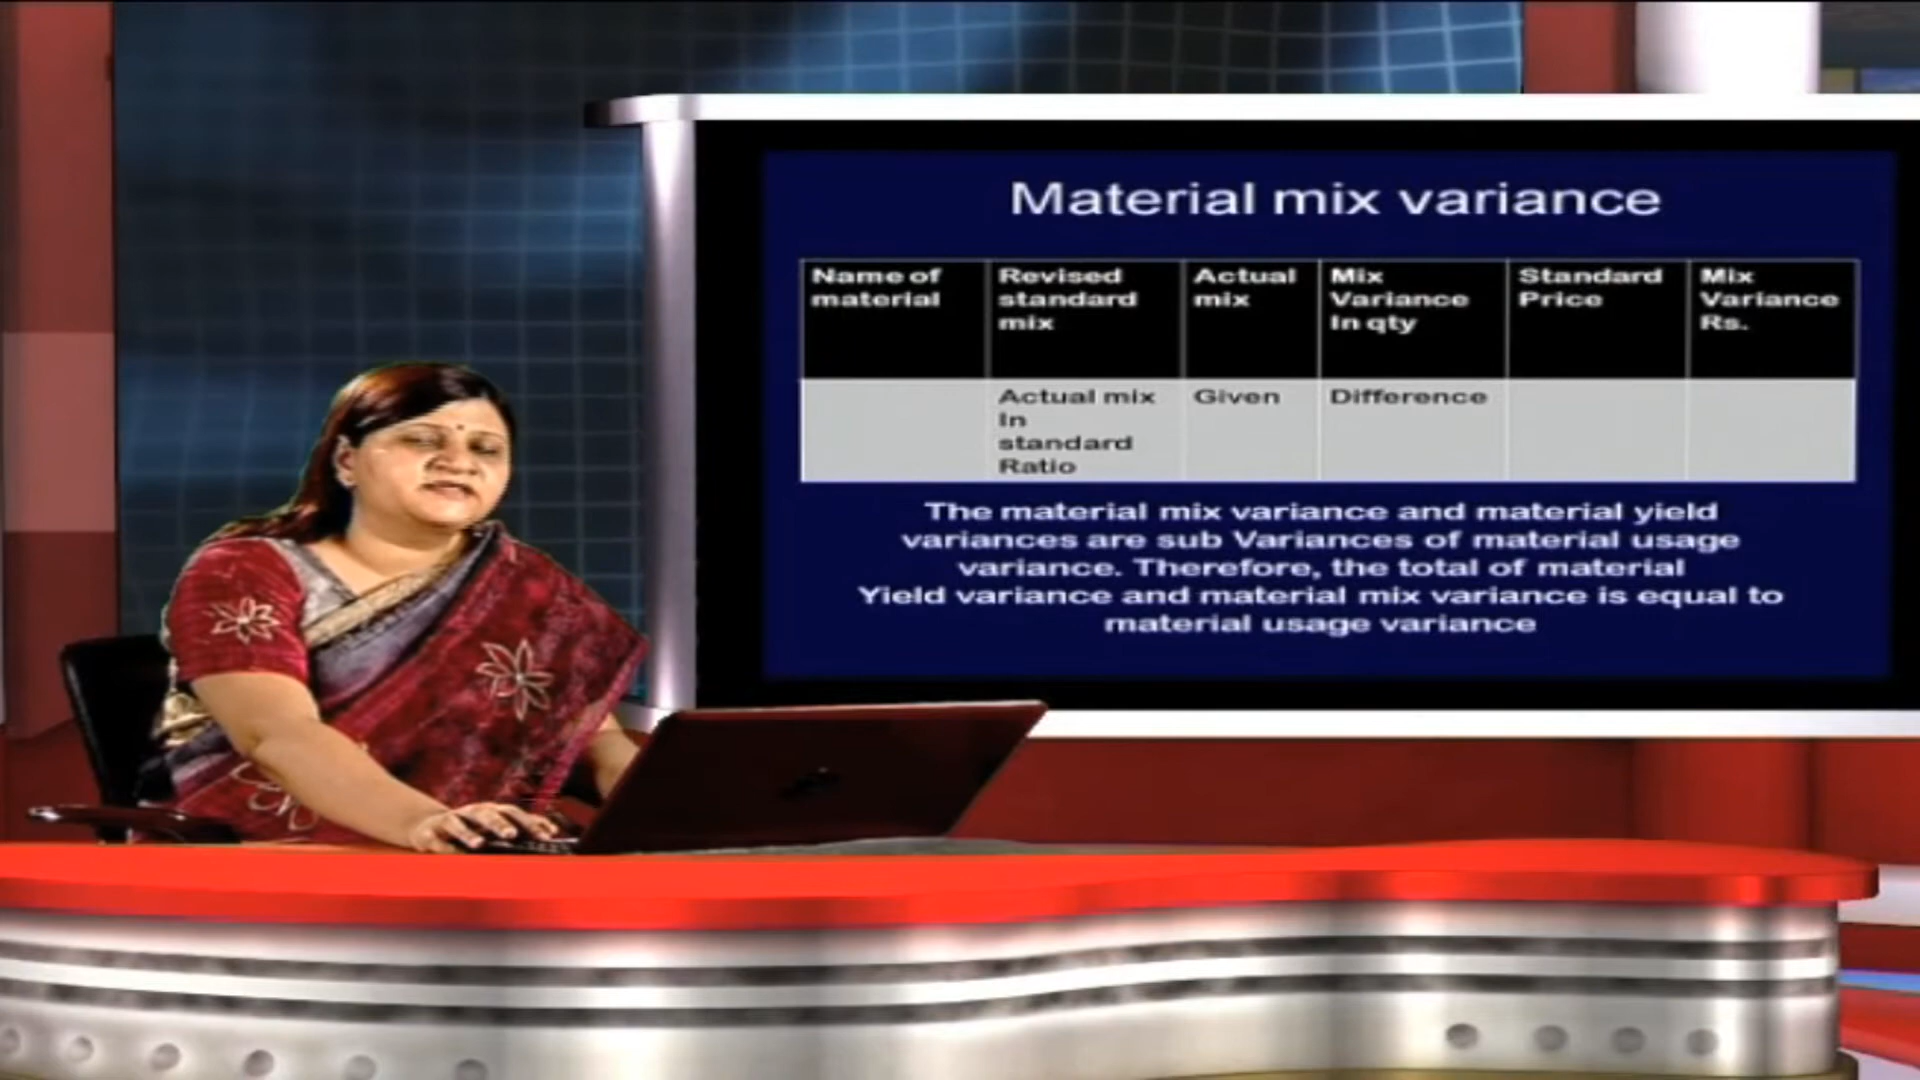 Material mix variance
Name of material
Revised standard mix
Actual mix
Mix Variance In qty
Standard Price
Mix Variance Rs.
Actual mix In standard Ratio
Given
Difference
The material mix variance and material yield
variances are sub Variances of material usage
variance. Therefore, the total of material
Yield variance and material mix variance is equal to
material usage variance